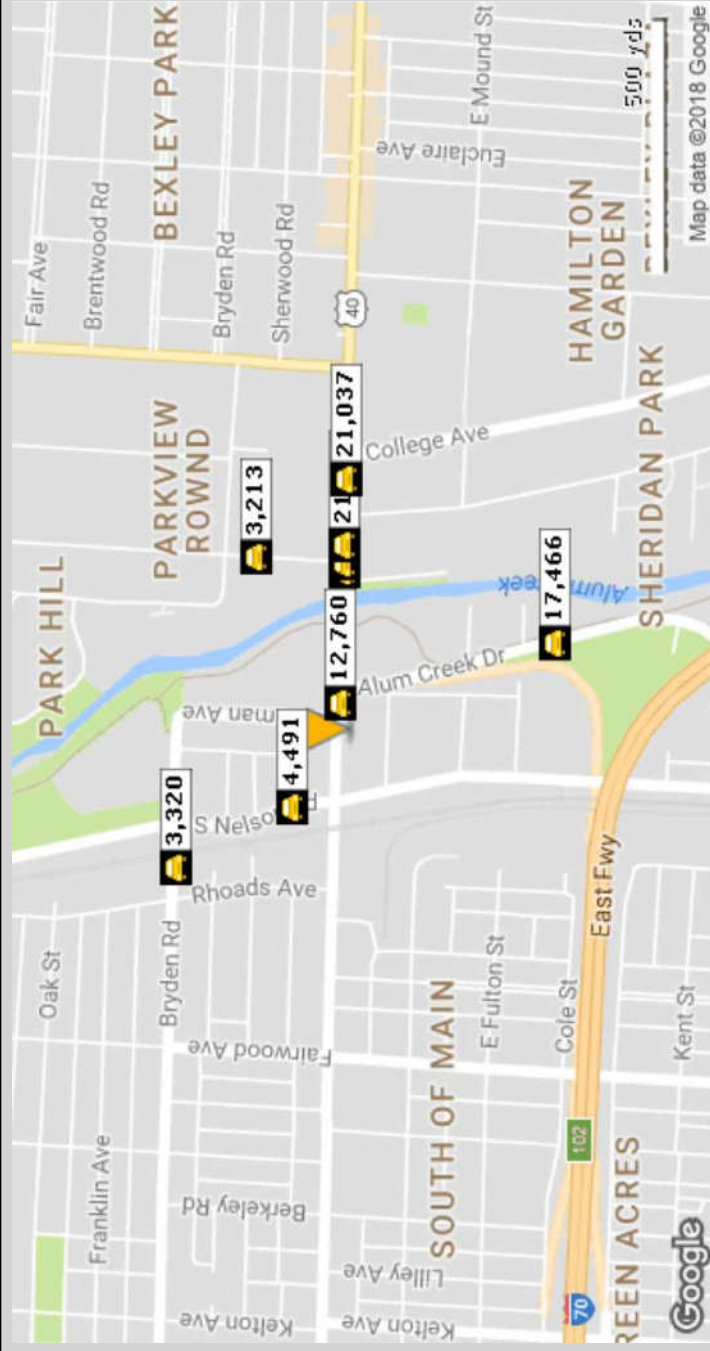 Fair Ave
PARK HILL
Oak St
Brentwood Rd
Franklin Ave
BEXLEY PARK
PARKVIEW
ROWND
3,320
Bryden Rd
Bryden Rd
Rhoads Ave
S Nelso
man Ave
3,213
Sherwood Rd
Fairwood Ave
Berkeley Rd
Kelton Ave
4,491
12,760
21
21,037
40
College Ave
Euclaire Ave
Alum Creek Dr
Lilley Ave
Kelton Ave
SOUTH OF MAIN
E Mound St
E Fulton St
17,466
Cole St
East Fwy
102
70
HAMILTON
GARDEN
SHERIDAN PARK
REEN ACRES
500 yds
Kent St
Google
Map data ©2018 Google